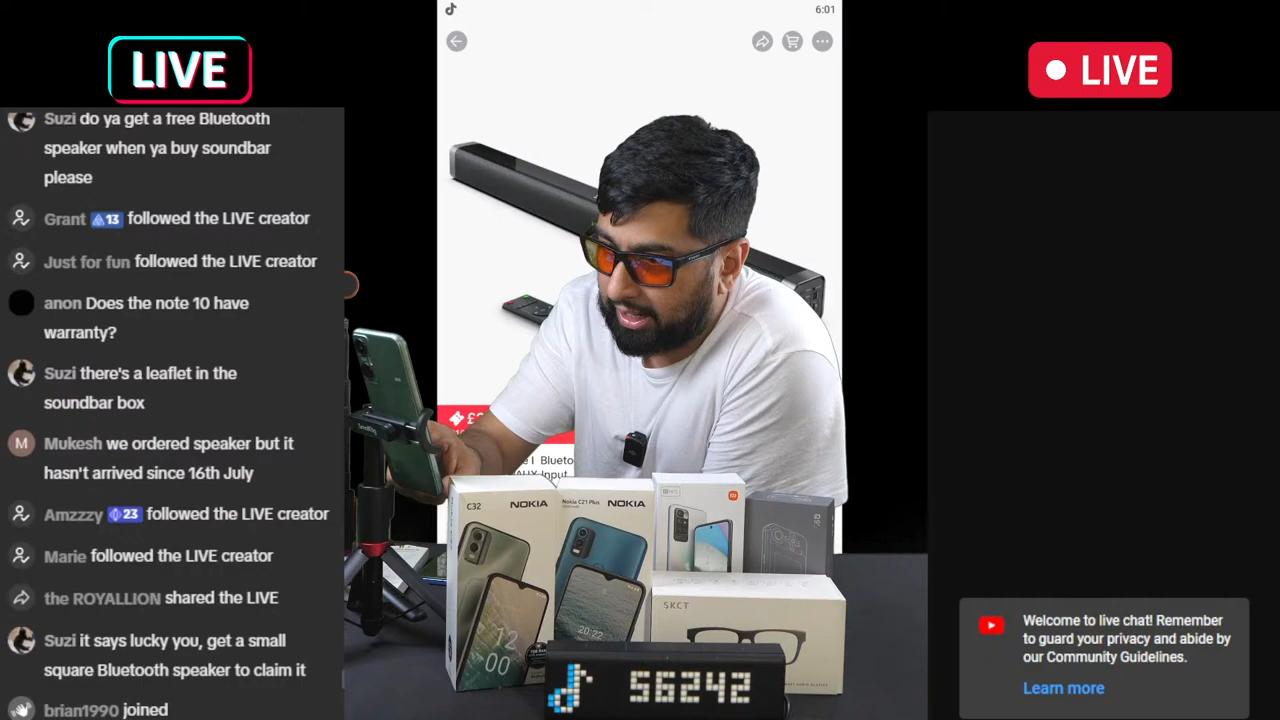 6:01
LIVE
LIVE
Suzi do ya get a free Bluetooth
speaker when ya buy soundbar
please
Grant 13 followed the LIVE creator
Just for fun followed the LIVE creator
anon Does the note 10 have
warranty?
Suzi there's a leaflet in the
soundbar box
M Mukesh we ordered speaker but it
hasn't arrived since 16th July
Amzzzy 23 followed the LIVE creator
Marie followed the LIVE creator
the ROYALLION shared the LIVE
Suzi it says lucky you, get a small
square Bluetooth speaker to claim it
brian1990 joined
Bluetoo
Input
C32 NOKIA
Nokia C21 Plus NOKIA
12
00
20:22
SKCT
56242
Welcome to live chat! Remember
to guard your privacy and abide by
our Community Guidelines.
Learn more